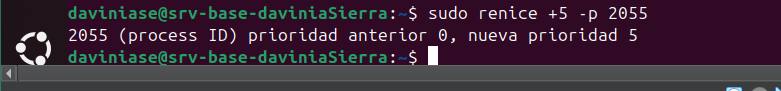 daviniase@srv-base-daviniaSierra:~$ sudo renice +5 -p 2055
2055 (process ID) prioridad anterior 0, nueva prioridad 5
daviniase@srv-base-daviniaSierra:~$